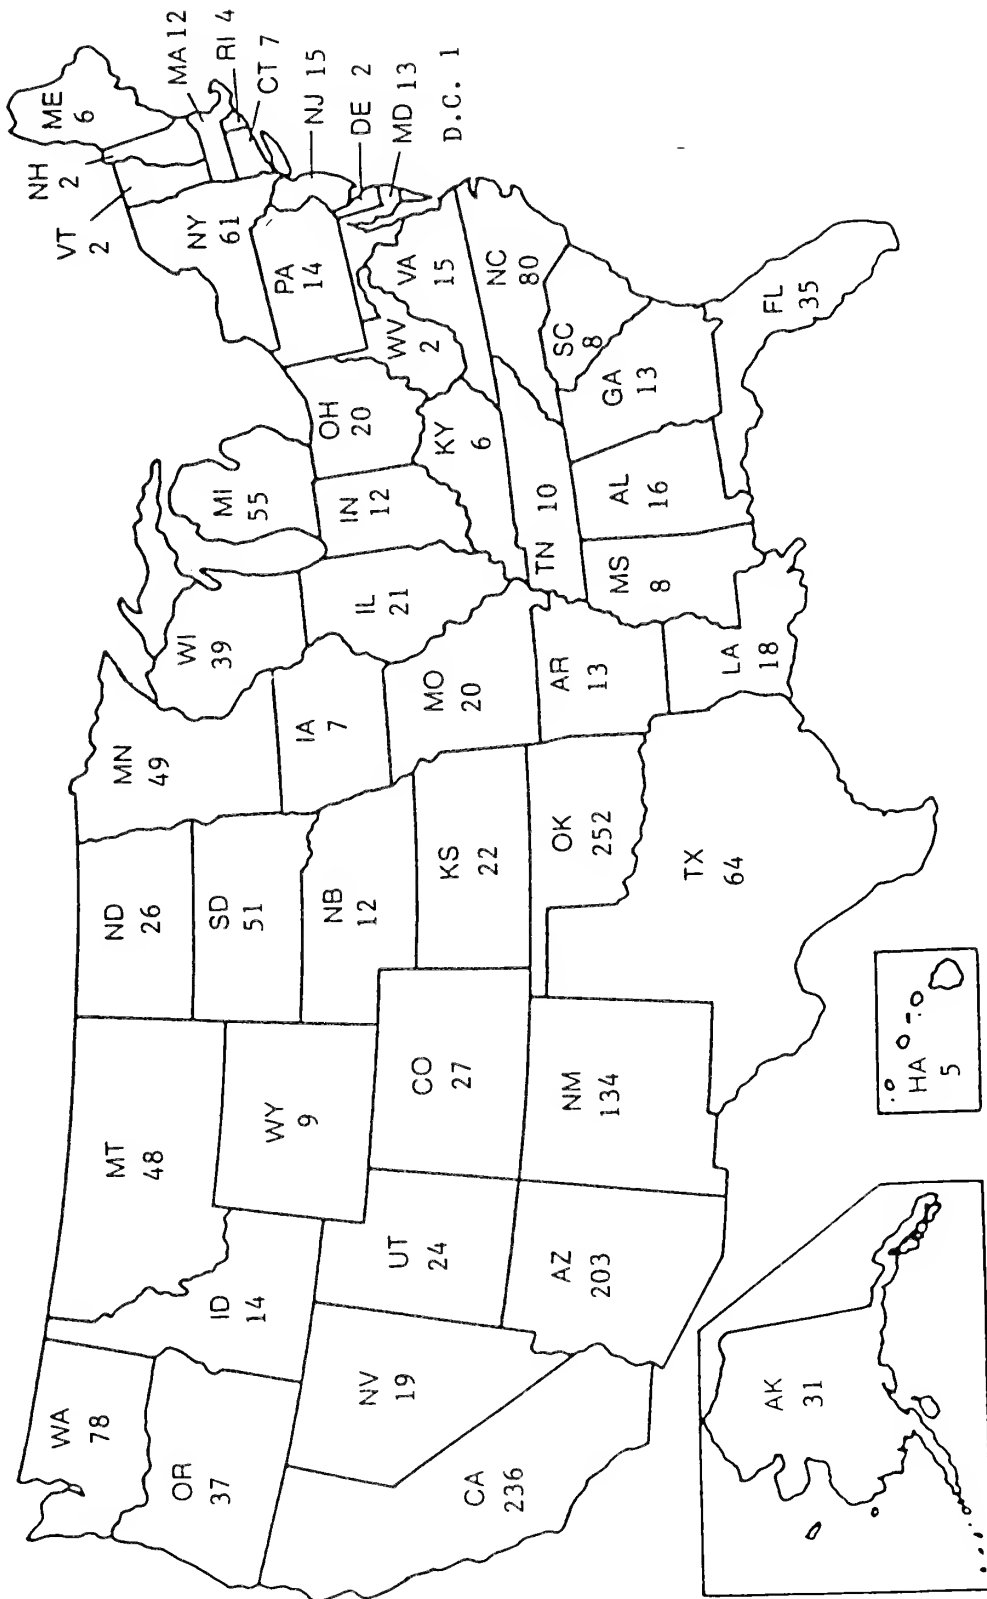 WA
78
OR
37
CA
236
NV
19
ID
14
MT
48
WY
9
UT
24
AZ
203
CO
27
NM
134
ND
26
SD
51
NB
12
KS
22
OK
252
TX
64
MN
49
IA
7
MO
20
AR
13
LA
18
WI
39
IL
21
MI
55
IN
12
OH
20
KY
6
TN 10
MS
8
AL
16
GA
13
FL
35
SC
8
NC
80
VA
15
WV
2
PA
14
NY
61
VT
2
NH
2
ME
6
MA 12
RI 4
CT 7
NJ 15
DE 2
MD 13
D.C. 1
AK
31
HA
5